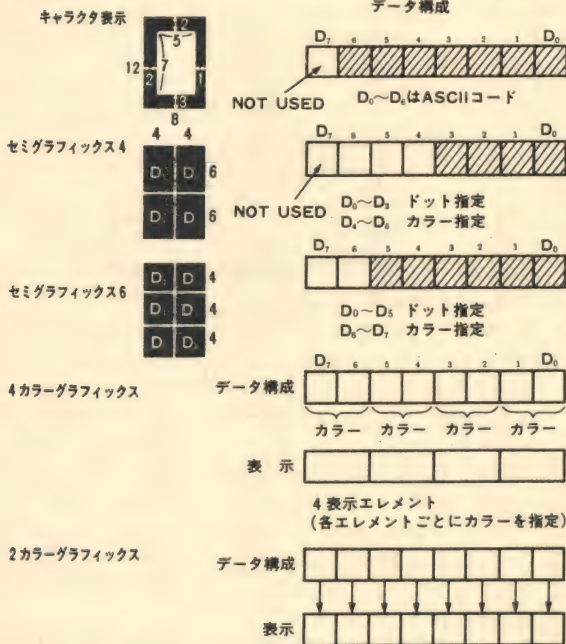 データ構成
キャラクタ表示
2
5
7
12 2 1
3
8
D₇ 6 5 4 3 2 1 D₀
NOT USED D₀~D₆はASCIIコード
セミグラフィックス4
4 4
D D 6
D D 6
D₇ 6 5 4 3 2 1 D₀
NOT USED
D₀~D₃ ドット指定
D₄~D₆ カラー指定
セミグラフィックス6
D D 4
D D 4
D D 4
D₇ 6 5 4 3 2 1 D₀
D₀~D₅ ドット指定
D₆~D₇ カラー指定
4カラーグラフィックス
データ構成
D₇ 6 5 4 3 2 1 D₀
カラー カラー カラー カラー
表示
4表示エレメント
(各エレメントごとにカラーを指定)
2カラーグラフィックス
データ構成
表示